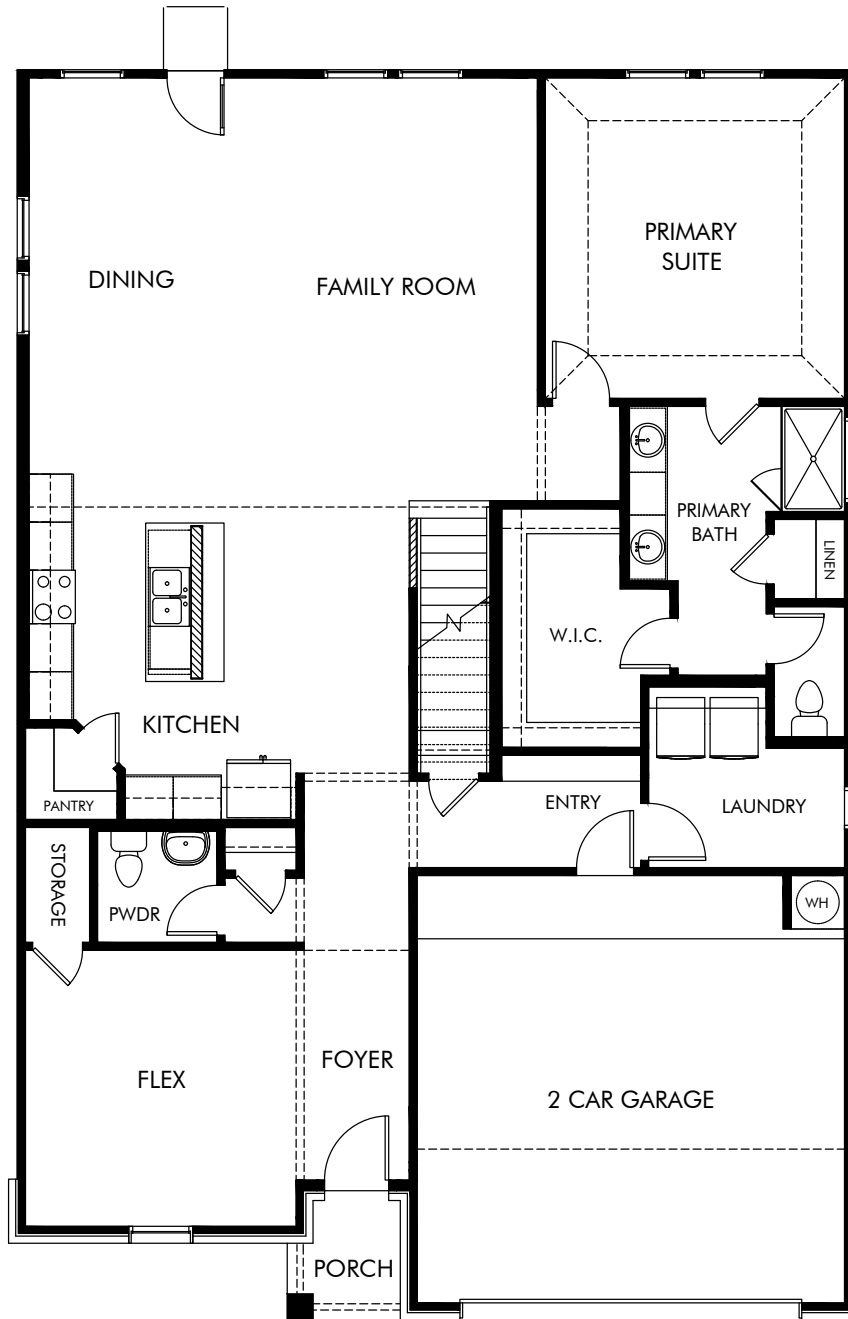 PRIMARY
SUITE
DINING
FAMILY ROOM
PRIMARY
BATH
LINEN
W.I.C.
KITCHEN
PANTRY
ENTRY
LAUNDRY
STORAGE
PWDR
WH
FOYER
FLEX
2 CAR GARAGE
PORCH